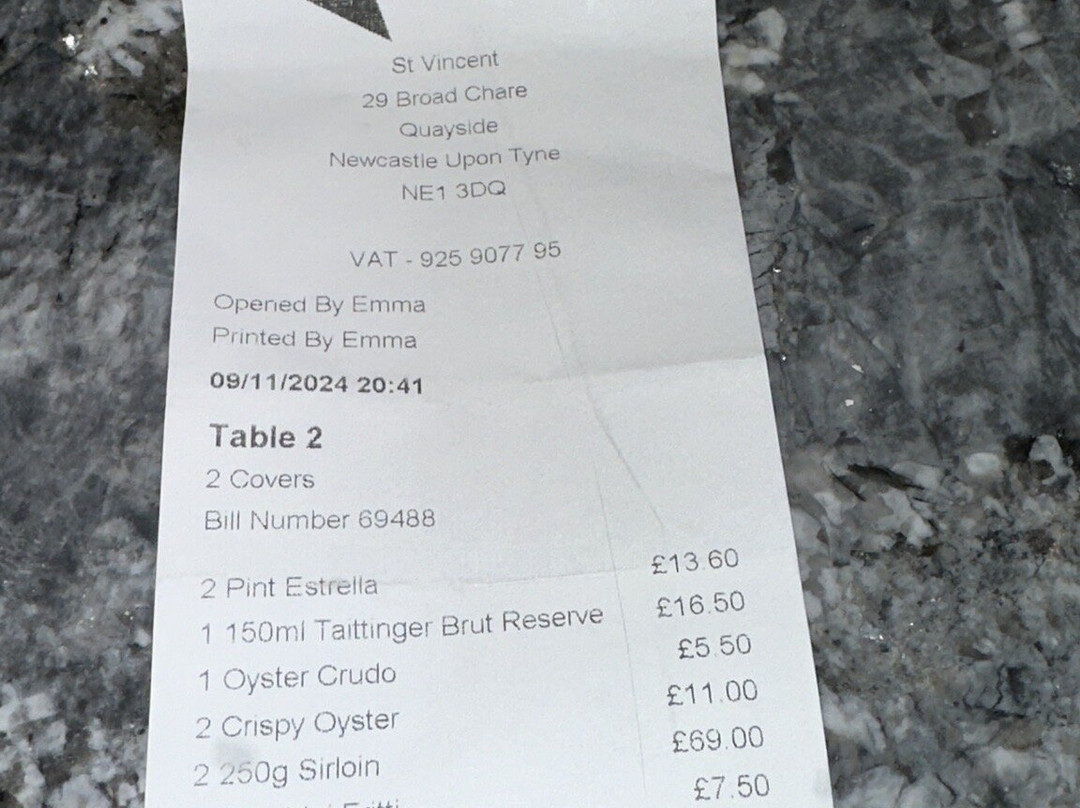 St Vincent
29 Broad Chare
Quayside
Newcastle Upon Tyne
NE1 3DQ
VAT - 925 9077 95
Opened By Emma
Printed By Emma
09/11/2024 20:41
Table 2
2 Covers
Bill Number 69488
2 Pint Estrella £13.60
1 150ml Taittinger Brut Reserve £16.50
1 Oyster Crudo £5.50
2 Crispy Oyster £11.00
2 250g Sirloin £69.00
Fritti £7.50